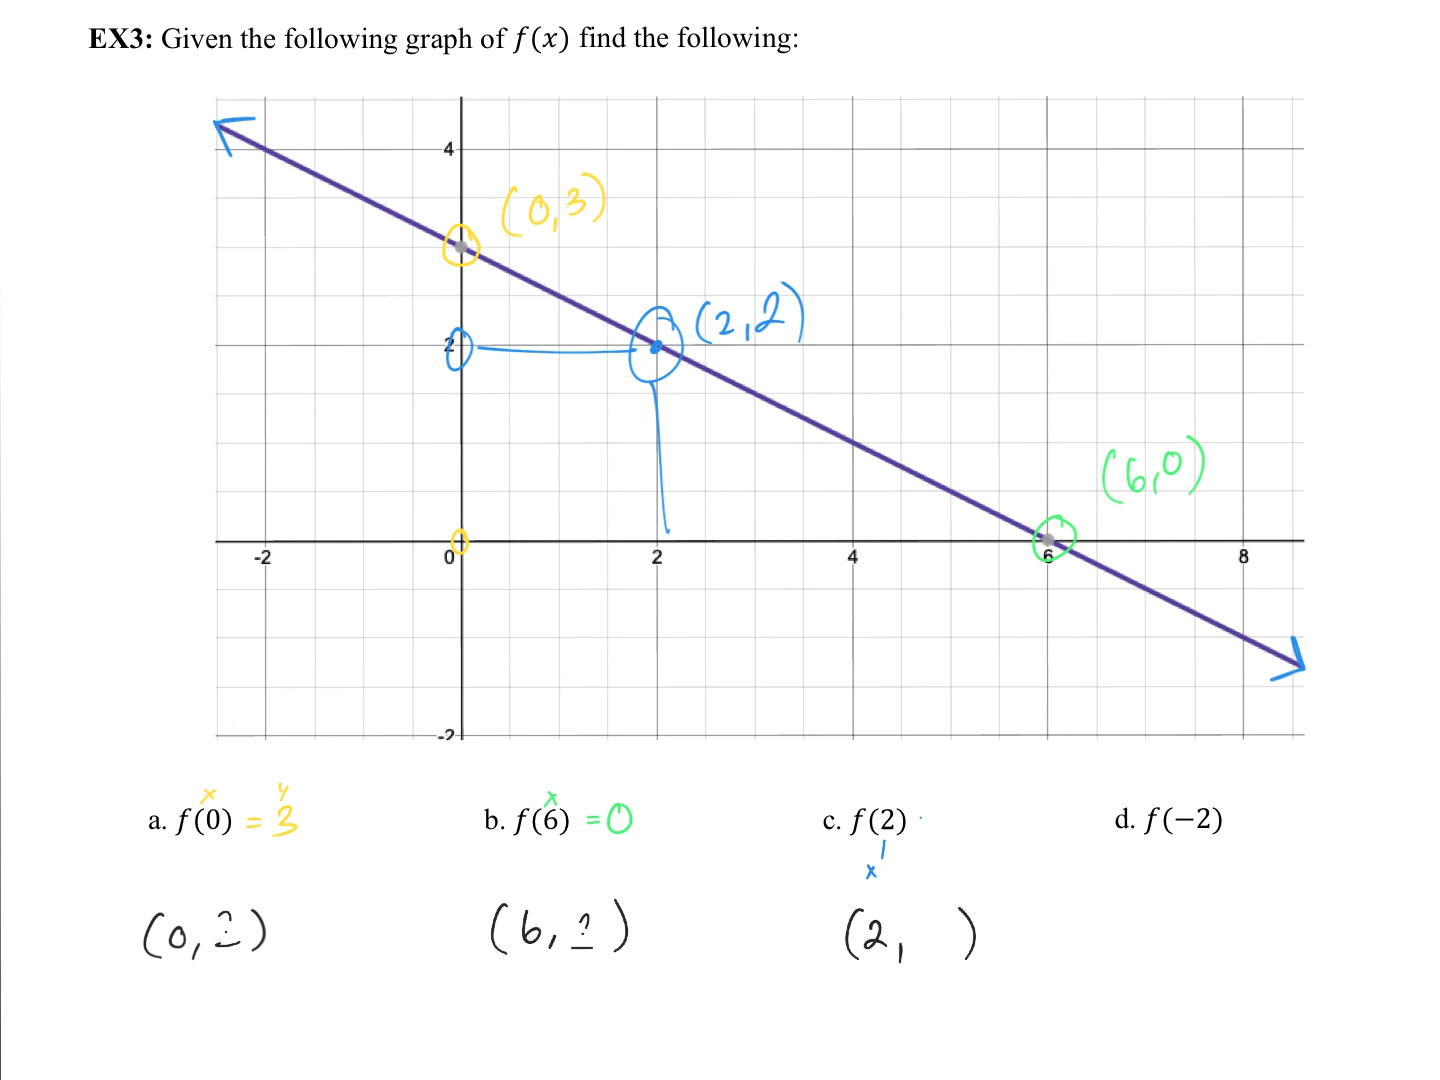 EX3: Given the following graph of f(x) find the following:
4
(0,3)
(2,2)
2
(6,0)
-2 0 2 4 6 8
-2
x y x
a. f(0) = 3 b. f(6) = 0 c. f(2) d. f(−2)
x
(0, ?) (6, ?) (2, )